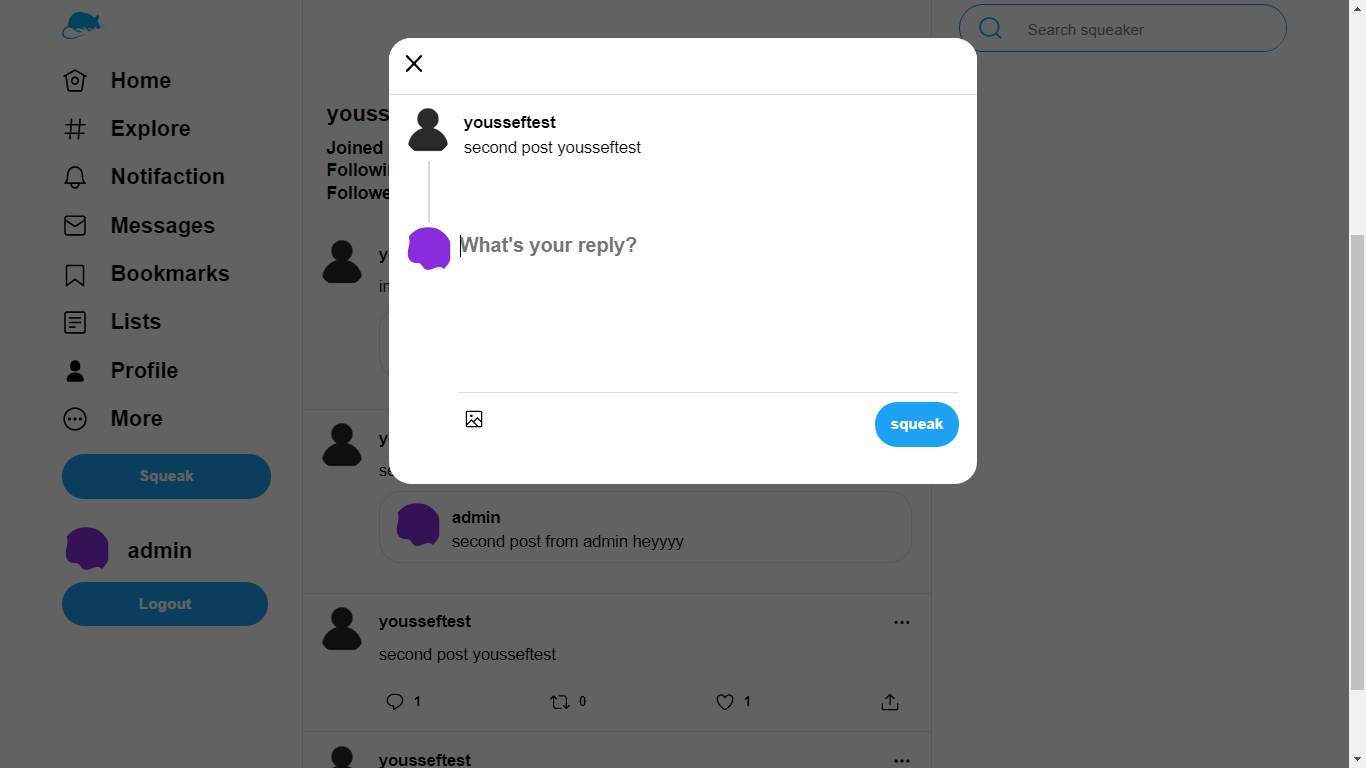 Home
Explore
Notifaction
Messages
Bookmarks
Lists
Profile
More
Squeak
admin
Logout
Search squeaker
youss
Joined
Followi
Followe
y
in
yousseftest
second post yousseftest
What's your reply?
squeak
y
se
admin
second post from admin heyyyy
yousseftest
second post yousseftest
1 0 1
yousseftest